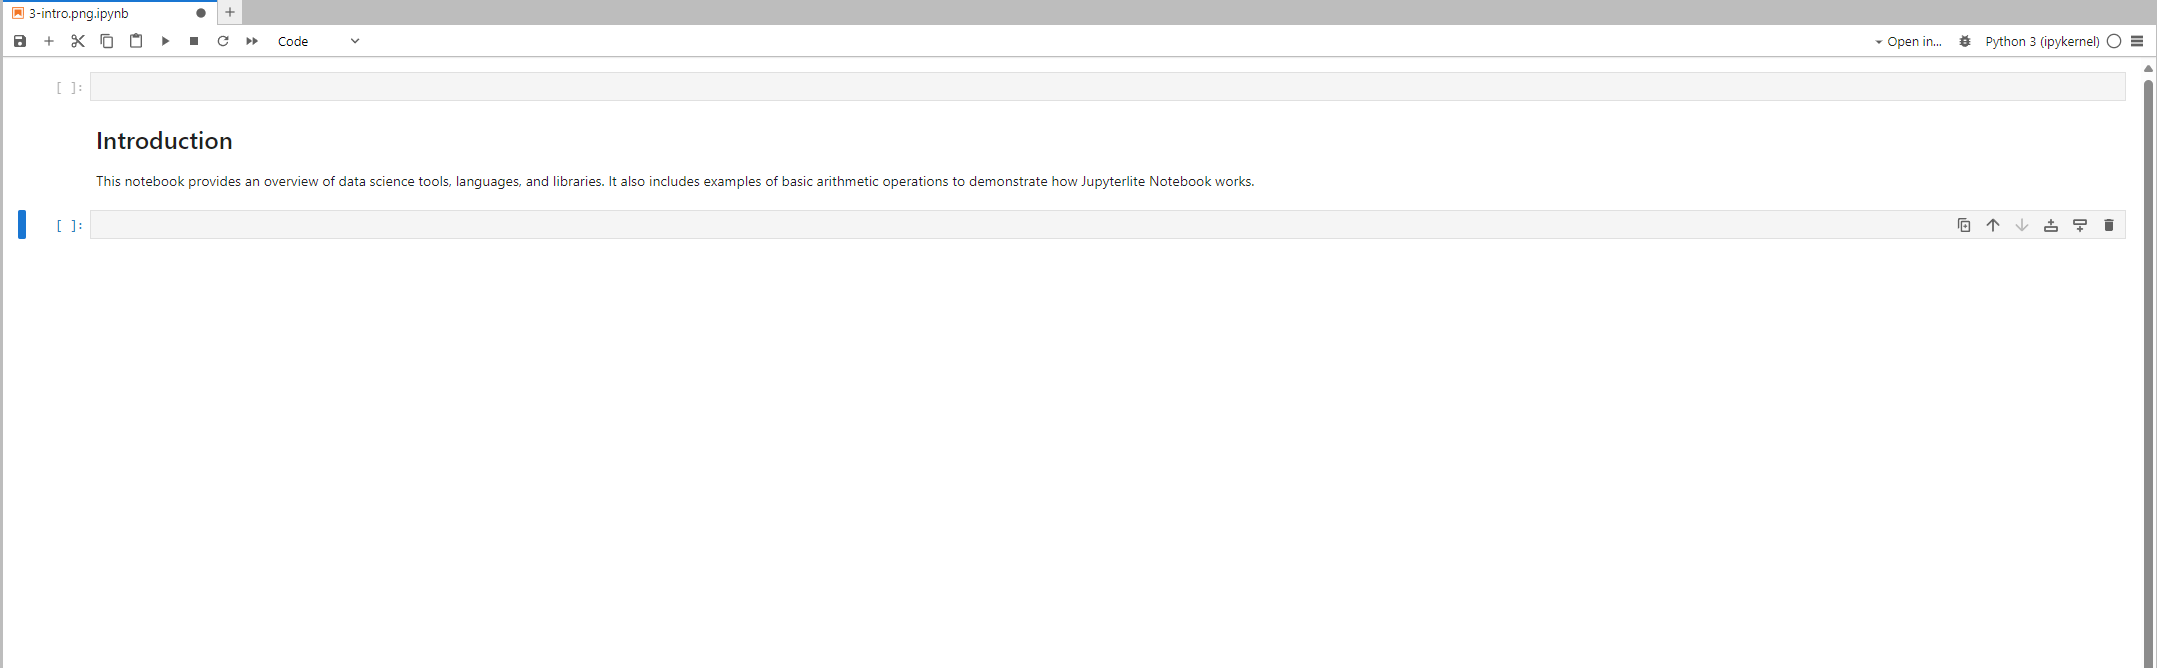 3-intro.png.ipynb
Code
Open in...
Python 3 (ipykernel)
[ ]:
Introduction
This notebook provides an overview of data science tools, languages, and libraries. It also includes examples of basic arithmetic operations to demonstrate how Jupyterlite Notebook works.
[ ]: